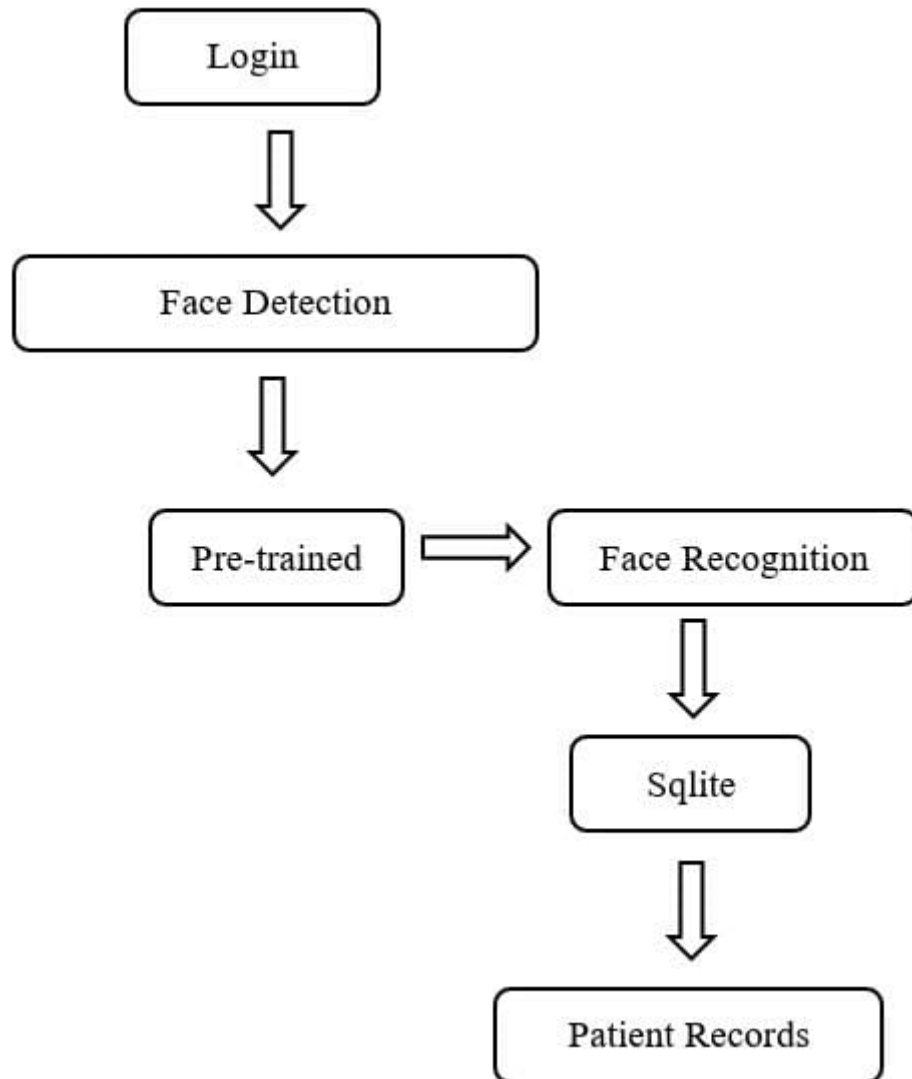 Login
Face Detection
Pre-trained
Face Recognition
Sqlite
Patient Records